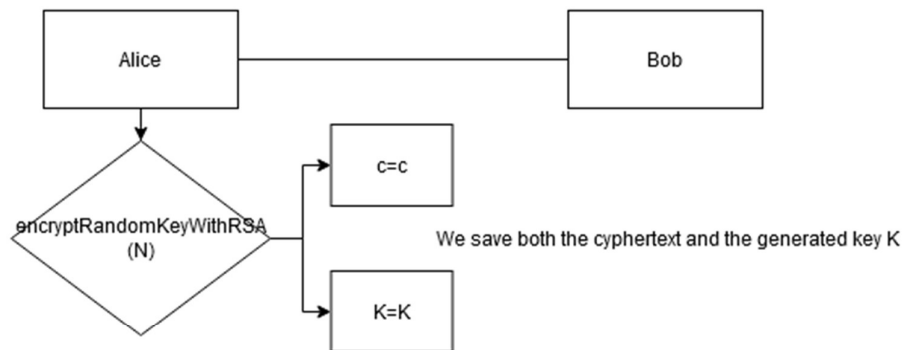 Alice
Bob
c=c
encryptRandomKeyWithRSA
(N)
We save both the cyphertext and the generated key K
K=K